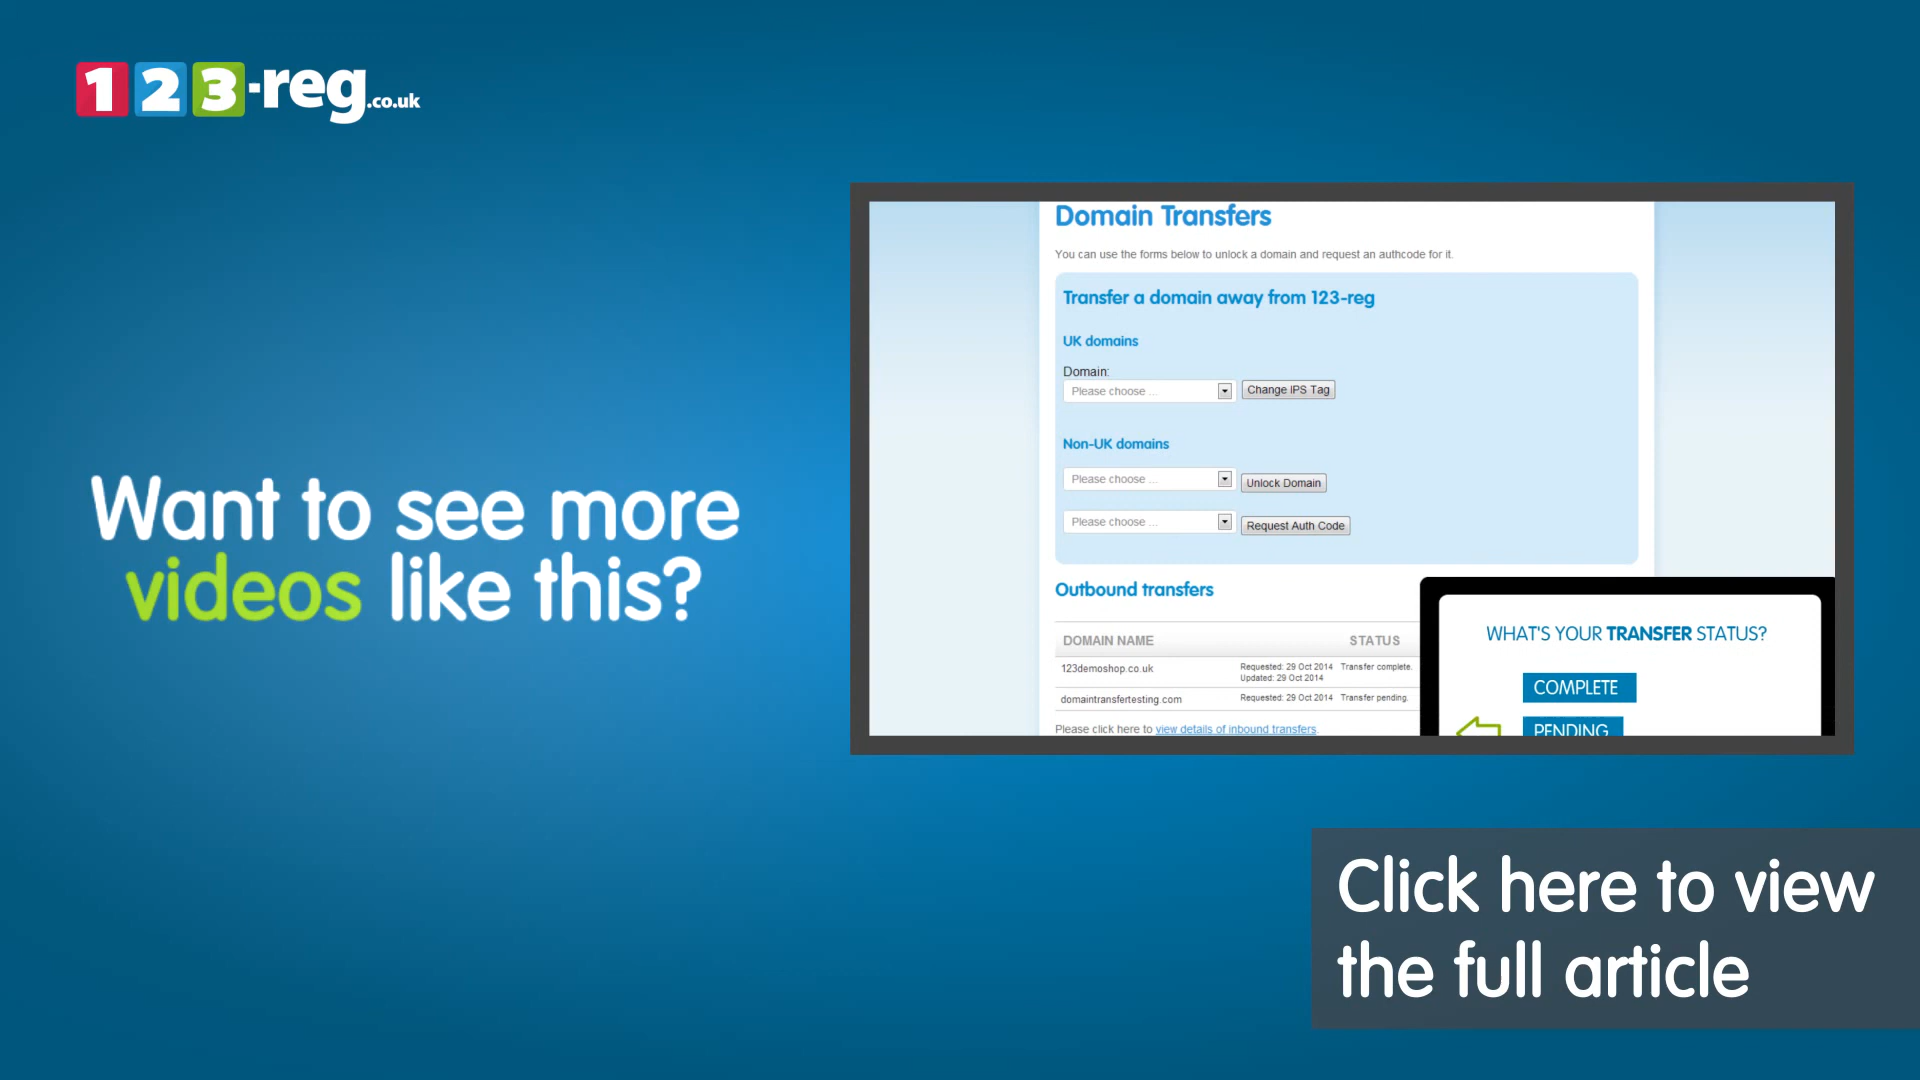 123-reg.co.uk
Want to see more
videos like this?
Domain Transfers
You can use the forms below to unlock a domain and request an authcode for it.
Transfer a domain away from 123-reg
UK domains
Domain:
Please choose ... Change IPS Tag
Non-UK domains
Please choose ... Unlock Domain
Please choose ... Request Auth Code
Outbound transfers
DOMAIN NAME STATUS
123demoshop.co.uk Requested: 29 Oct 2014 Transfer complete.
Updated: 29 Oct 2014
domaintransfertesting.com Requested: 29 Oct 2014 Transfer pending.
Please click here to view details of inbound transfers.
WHAT'S YOUR TRANSFER STATUS?
COMPLETE
PENDING
Click here to view
the full article